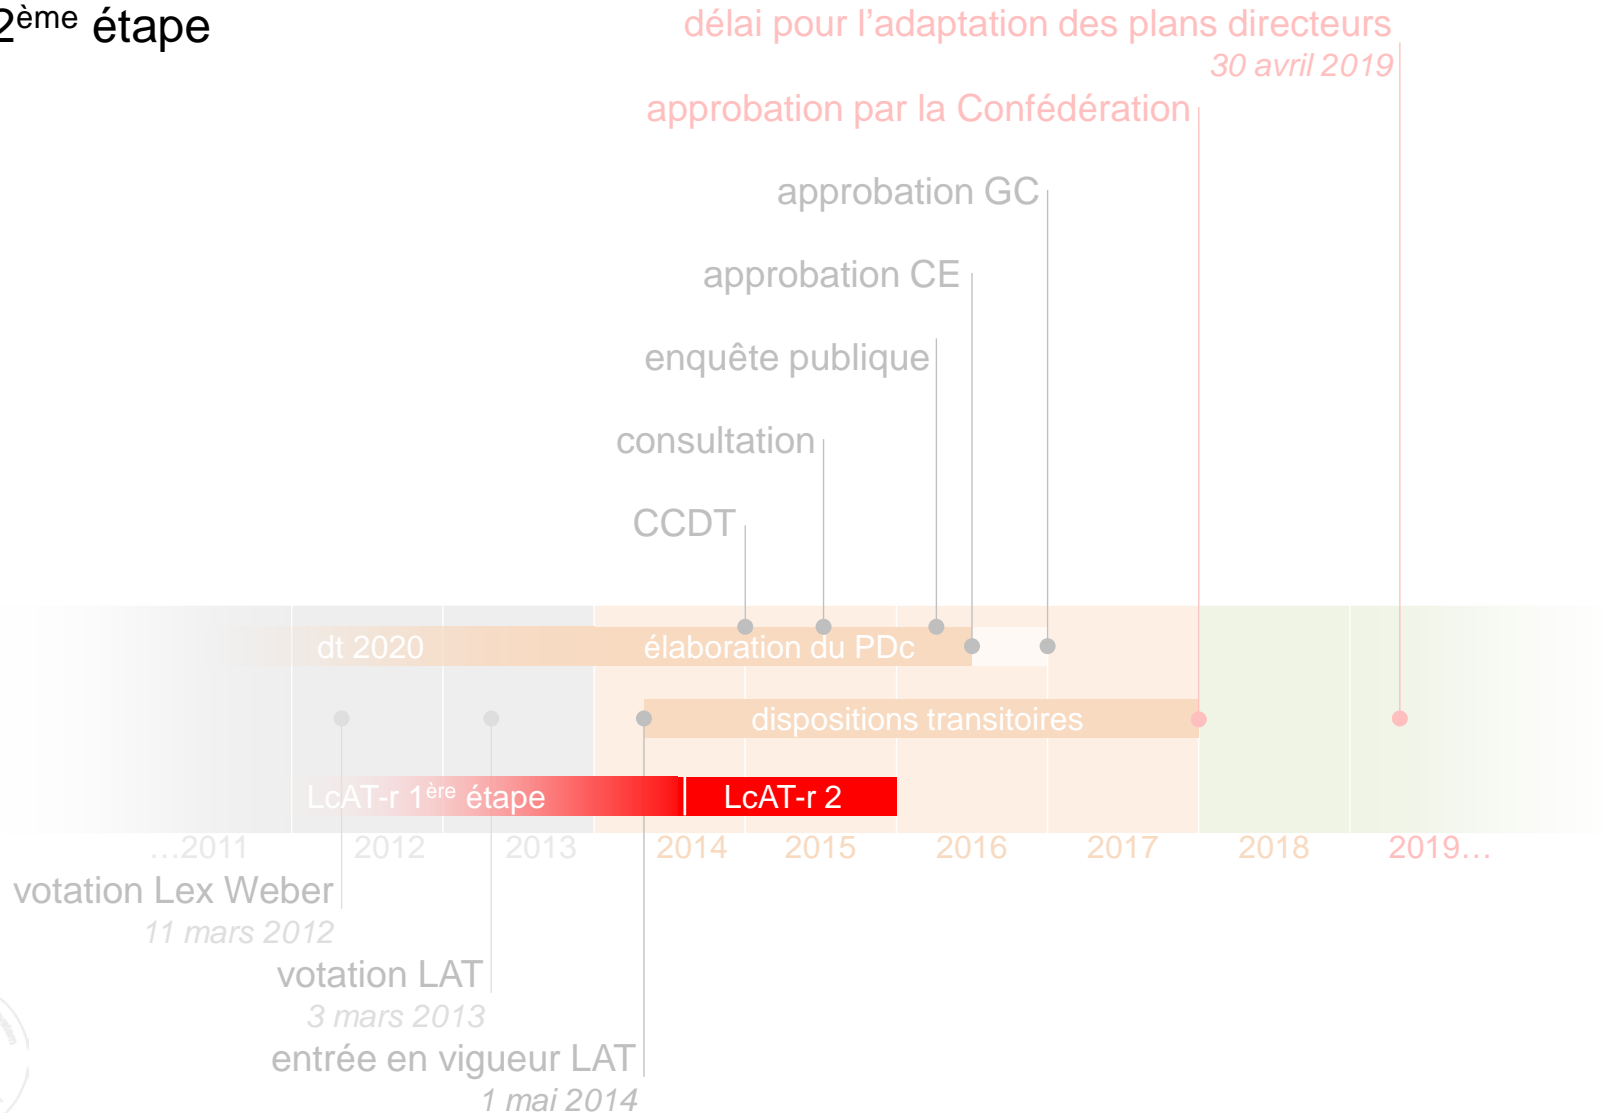 2ème étape
délai pour l’adaptation des plans directeurs
30 avril 2019
approbation par la Confédération
approbation GC
approbation CE
enquête publique
consultation
CCDT
dt 2020 élaboration du PDc
dispositions transitoires
LcAT-r 1ère étape LcAT-r 2
...2011 2012 2013 2014 2015 2016 2017 2018 2019...
votation Lex Weber
11 mars 2012
votation LAT
3 mars 2013
entrée en vigueur LAT
1 mai 2014